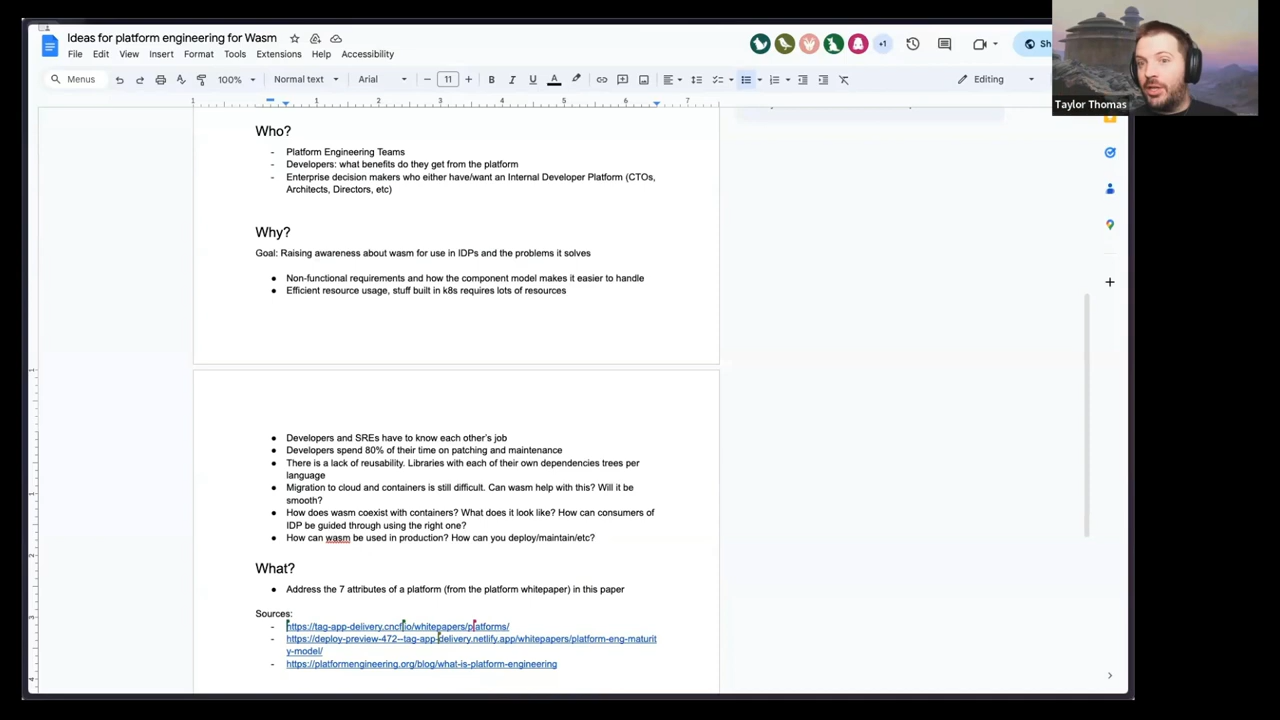 Ideas for platform engineering for Wasm
File Edit View Insert Format Tools Extensions Help Accessibility
+1
Sh
Menus
100%
Normal text
Arial
11
B I U A
Editing
Taylor Thomas
1 1 2 3 4 5 6 7
Who?
- Platform Engineering Teams
- Developers: what benefits do they get from the platform
- Enterprise decision makers who either have/want an Internal Developer Platform (CTOs,
Architects, Directors, etc)
Why?
Goal: Raising awareness about wasm for use in IDPs and the problems it solves
● Non-functional requirements and how the component model makes it easier to handle
● Efficient resource usage, stuff built in k8s requires lots of resources
● Developers and SREs have to know each other's job
● Developers spend 80% of their time on patching and maintenance
● There is a lack of reusability. Libraries with each of their own dependencies trees per
language
● Migration to cloud and containers is still difficult. Can wasm help with this? Will it be
smooth?
● How does wasm coexist with containers? What does it look like? How can consumers of
IDP be guided through using the right one?
● How can wasm be used in production? How can you deploy/maintain/etc?
What?
● Address the 7 attributes of a platform (from the platform whitepaper) in this paper
Sources:
- https://tag-app-delivery.cncf.io/whitepapers/platforms/
- https://deploy-preview-472--tag-app-delivery.netlify.app/whitepapers/platform-eng-maturit
y-model/
- https://platformengineering.org/blog/what-is-platform-engineering